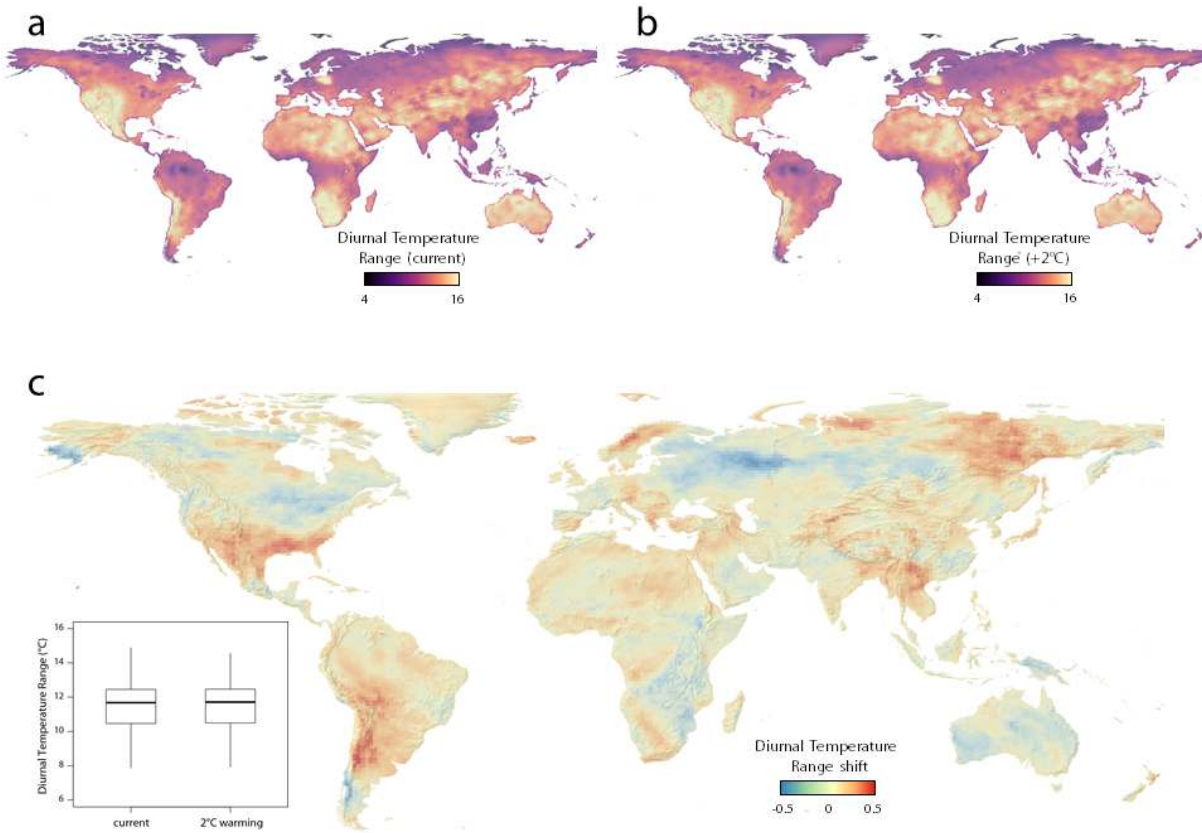 a
b
Diurnal Temperature
Range (current)
4 16
Diurnal Temperature
Range (+2°C)
4 16
c
Diurnal Temperature Range (°C)
16
14
12
10
8
6
current 2°C warming
Diurnal Temperature
Range shift
-0.5 0 0.5